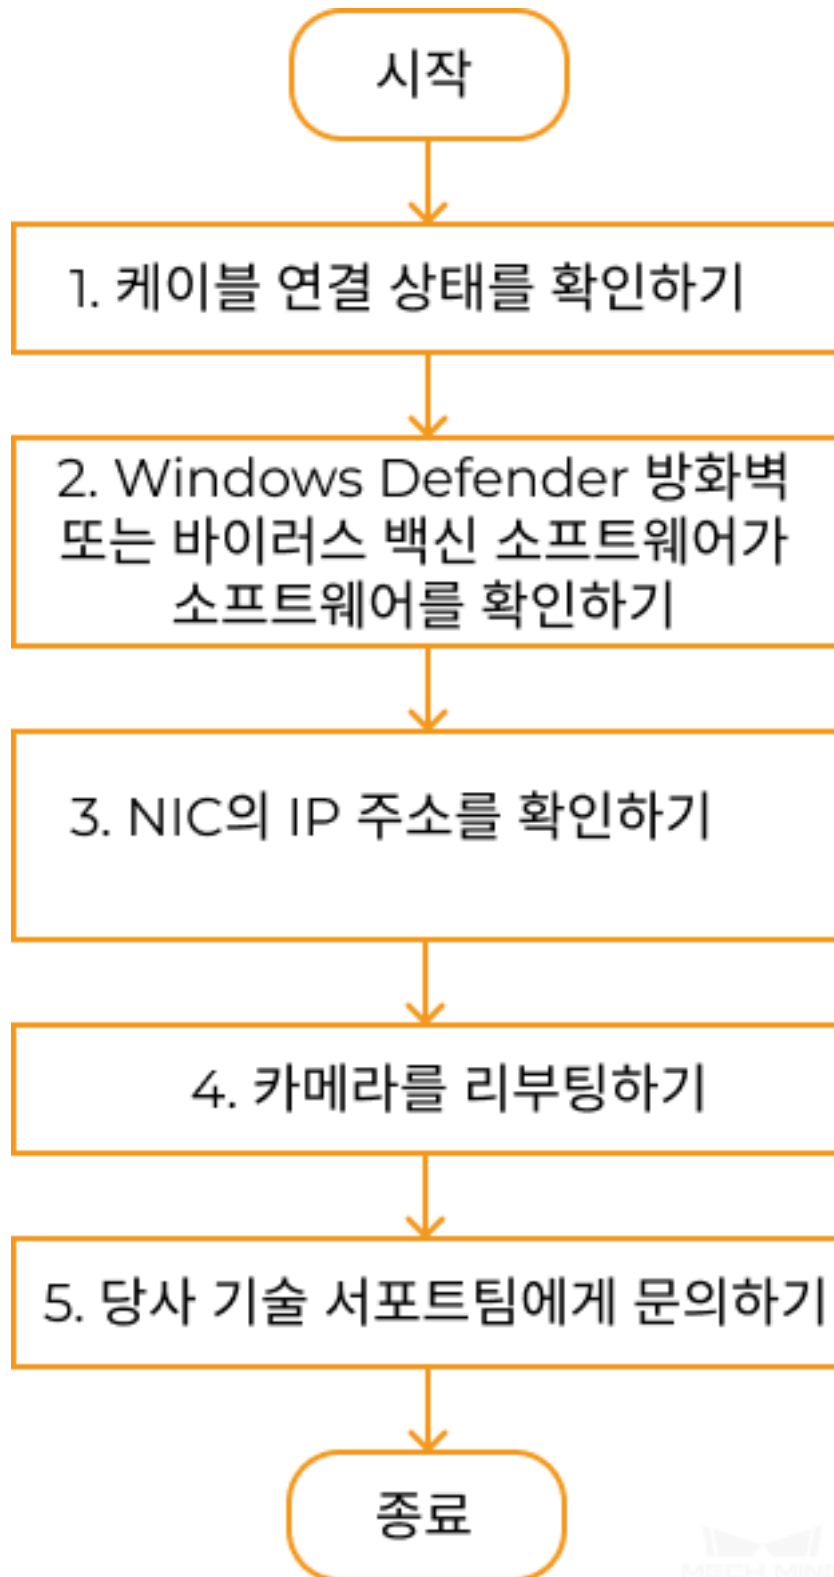 시작
1. 케이블 연결 상태를 확인하기
2. Windows Defender 방화벽
또는 바이러스 백신 소프트웨어가
소프트웨어를 확인하기
3. NIC의 IP 주소를 확인하기
4. 카메라를 리부팅하기
5. 당사 기술 서포트팀에게 문의하기
종료
MECH MIND